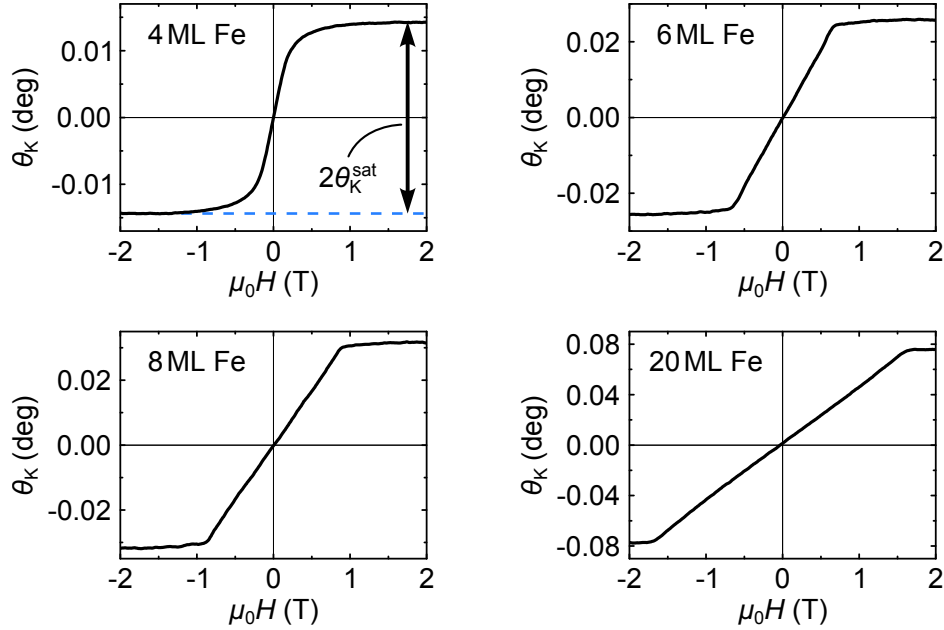 4 ML Fe
0.01
0.00
-0.01
θK (deg)
2θK^sat
-2 -1 0 1 2
μ0H (T)
6 ML Fe
0.02
0.00
-0.02
θK (deg)
-2 -1 0 1 2
μ0H (T)
8 ML Fe
0.02
0.00
-0.02
θK (deg)
-2 -1 0 1 2
μ0H (T)
20 ML Fe
0.08
0.04
0.00
-0.04
-0.08
θK (deg)
-2 -1 0 1 2
μ0H (T)